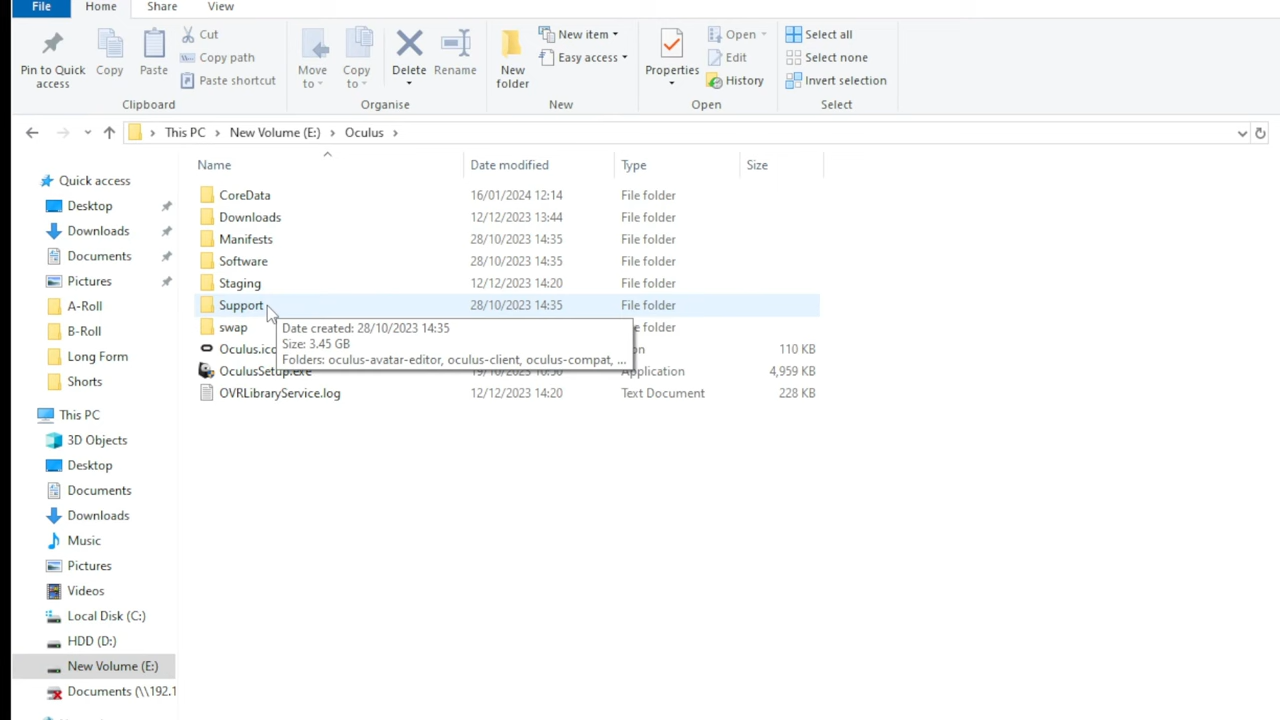 File Home Share View
Pin to Quick access
Copy
Paste
Cut
Copy path
Paste shortcut
Clipboard
Move to
Copy to
Delete
Rename
Organise
New folder
New item
Easy access
New
Properties
Open
Edit
History
Open
Select all
Select none
Invert selection
Select
This PC > New Volume (E:) > Oculus >
Name Date modified Type Size
CoreData 16/01/2024 12:14 File folder
Downloads 12/12/2023 13:44 File folder
Manifests 28/10/2023 14:35 File folder
Software 28/10/2023 14:35 File folder
Staging 12/12/2023 14:20 File folder
Support 28/10/2023 14:35 File folder
swap folder
Date created: 28/10/2023 14:35
Size: 3.45 GB
Folders: oculus-avatar-editor, oculus-client, oculus-compat, ...
110 KB
OculusSetup.exe Application 4,959 KB
OVRLibraryService.log 12/12/2023 14:20 Text Document 228 KB
Quick access
Desktop
Downloads
Documents
Pictures
A-Roll
B-Roll
Long Form
Shorts
This PC
3D Objects
Desktop
Documents
Downloads
Music
Pictures
Videos
Local Disk (C:)
HDD (D:)
New Volume (E:)
Documents (\\192.1